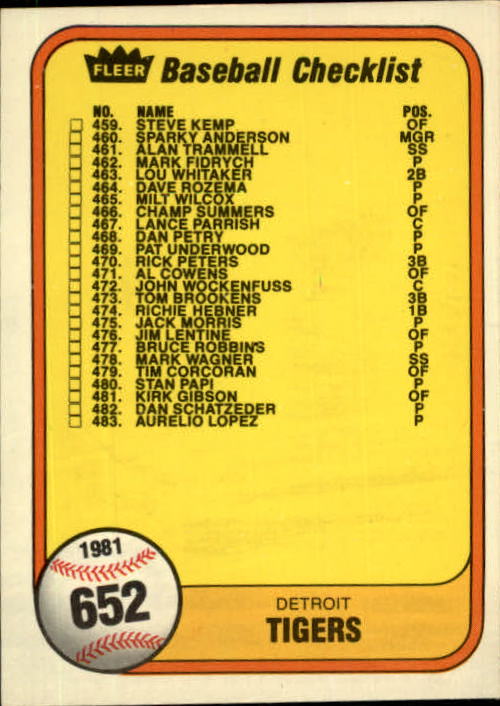 FLEER Baseball Checklist
NO. NAME POS.
459. STEVE KEMP OF
460. SPARKY ANDERSON MGR
461. ALAN TRAMMELL SS
462. MARK FIDRYCH P
463. LOU WHITAKER 2B
464. DAVE ROZEMA P
465. MILT WILCOX P
466. CHAMP SUMMERS OF
467. LANCE PARRISH C
468. DAN PETRY P
469. PAT UNDERWOOD P
470. RICK PETERS 3B
471. AL COWENS OF
472. JOHN WOCKENFUSS C
473. TOM BROOKENS 3B
474. RICHIE HEBNER 1B
475. JACK MORRIS P
476. JIM LENTINE OF
477. BRUCE ROBBINS P
478. MARK WAGNER SS
479. TIM CORCORAN OF
480. STAN PAPI P
481. KIRK GIBSON OF
482. DAN SCHATZEDER P
483. AURELIO LOPEZ P
1981
652
DETROIT
TIGERS